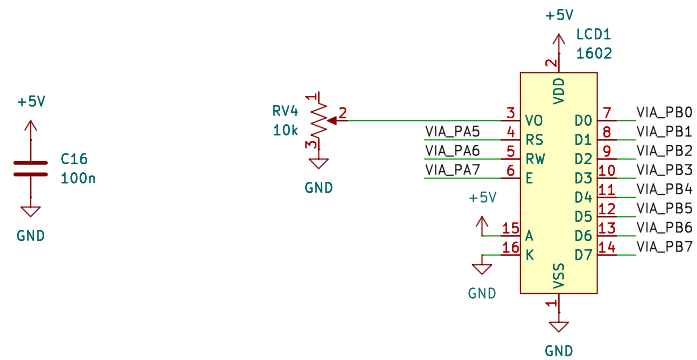 +5V
C16
100n
GND
RV4
10k
1
2
3
GND
+5V
LCD1
1602
2
VDD
3 VO
VIA_PA5 4 RS
VIA_PA6 5 RW
VIA_PA7 6 E
+5V
15 A
16 K
GND
D0 7 VIA_PB0
D1 8 VIA_PB1
D2 9 VIA_PB2
D3 10 VIA_PB3
D4 11 VIA_PB4
D5 12 VIA_PB5
D6 13 VIA_PB6
D7 14 VIA_PB7
VSS
1
GND